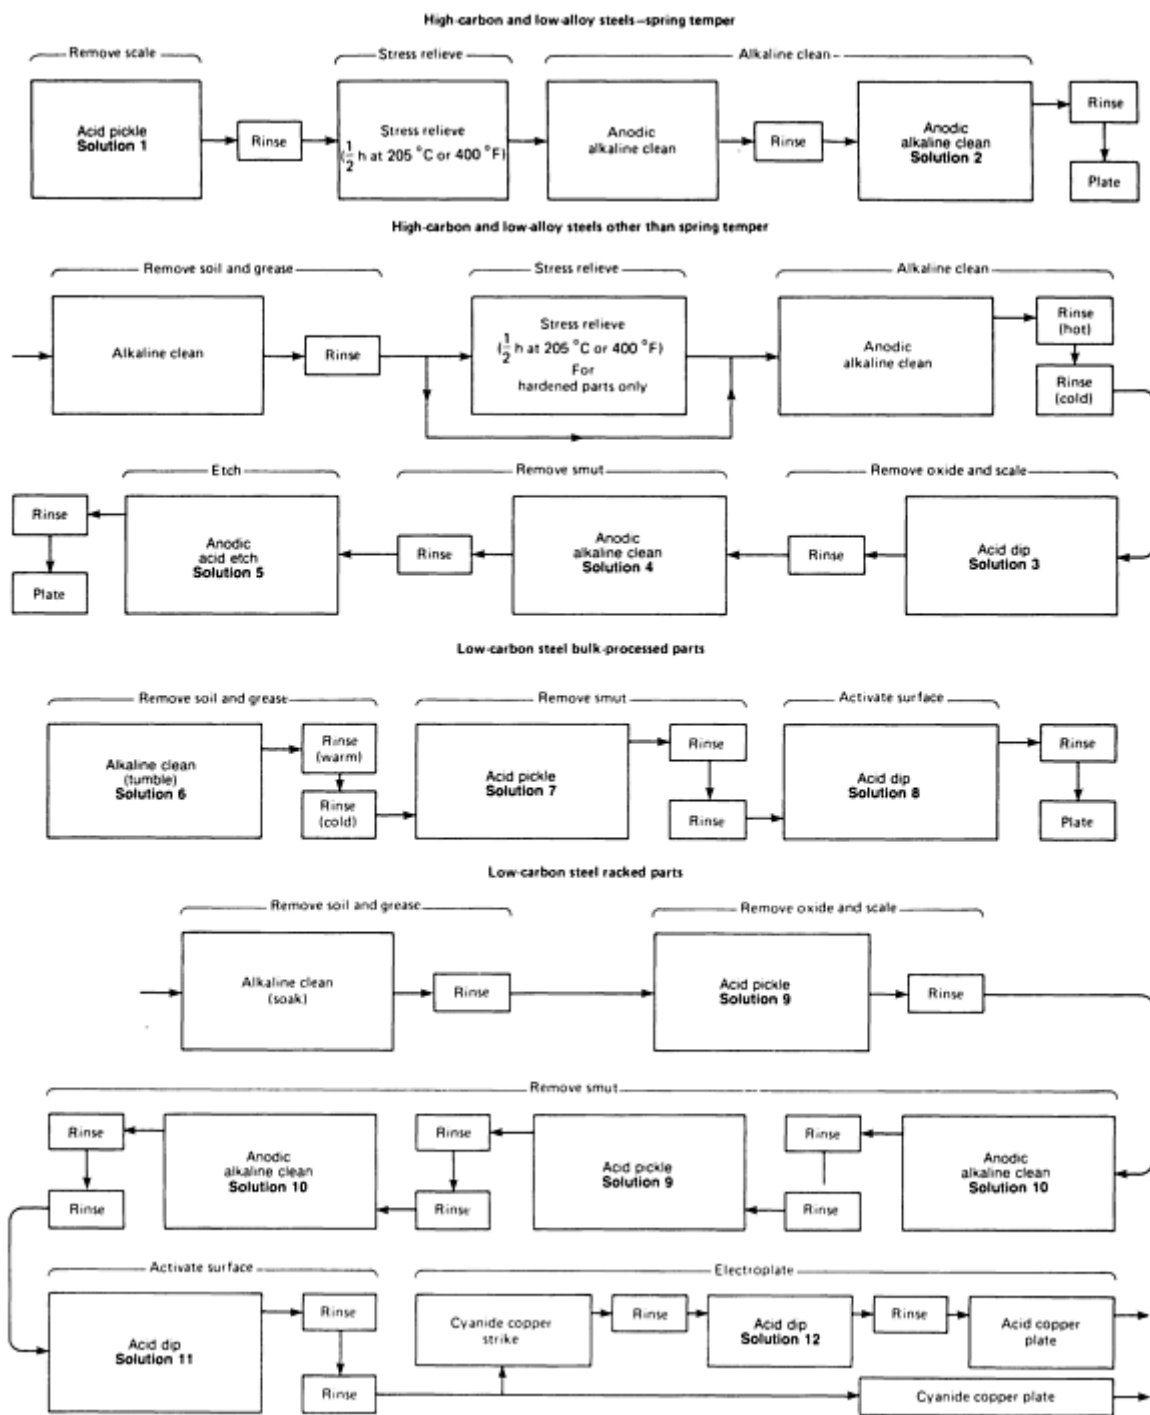 High-carbon and low-alloy steels–spring temper
Remove scale
Stress relieve
Alkaline clean
Acid pickle
Solution 1
Rinse
Stress relieve
(1/2 h at 205 °C or 400 °F)
Anodic
alkaline clean
Rinse
Anodic
alkaline clean
Solution 2
Rinse
Plate
High-carbon and low-alloy steels other than spring temper
Remove soil and grease
Stress relieve
Alkaline clean
Alkaline clean
Rinse
Stress relieve
(1/2 h at 205 °C or 400 °F)
For
hardened parts only
Anodic
alkaline clean
Rinse
(hot)
Rinse
(cold)
Etch
Remove smut
Remove oxide and scale
Rinse
Plate
Anodic
acid etch
Solution 5
Rinse
Anodic
alkaline clean
Solution 4
Rinse
Acid dip
Solution 3
Low-carbon steel bulk-processed parts
Remove soil and grease
Remove smut
Activate surface
Alkaline clean
(tumble)
Solution 6
Rinse
(warm)
Rinse
(cold)
Acid pickle
Solution 7
Rinse
Rinse
Acid dip
Solution 8
Rinse
Plate
Low-carbon steel racked parts
Remove soil and grease
Remove oxide and scale
Alkaline clean
(soak)
Rinse
Acid pickle
Solution 9
Rinse
Remove smut
Rinse
Rinse
Anodic
alkaline clean
Solution 10
Rinse
Rinse
Acid pickle
Solution 9
Rinse
Rinse
Anodic
alkaline clean
Solution 10
Activate surface
Electroplate
Acid dip
Solution 11
Rinse
Rinse
Cyanide copper
strike
Rinse
Acid dip
Solution 12
Rinse
Acid copper
plate
Cyanide copper plate